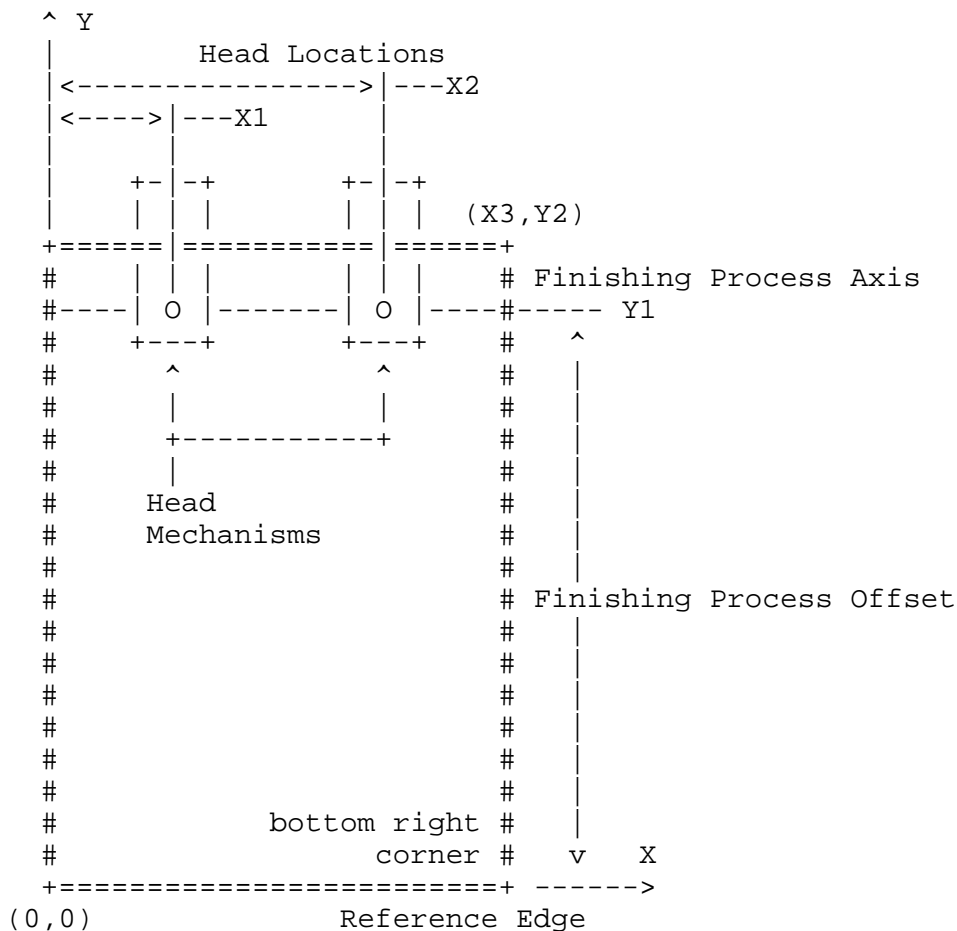 Y
Head Locations
X2
X1
(X3,Y2)
Finishing Process Axis
O O Y1
Head
Mechanisms
Finishing Process Offset
bottom right
corner X
(0,0) Reference Edge